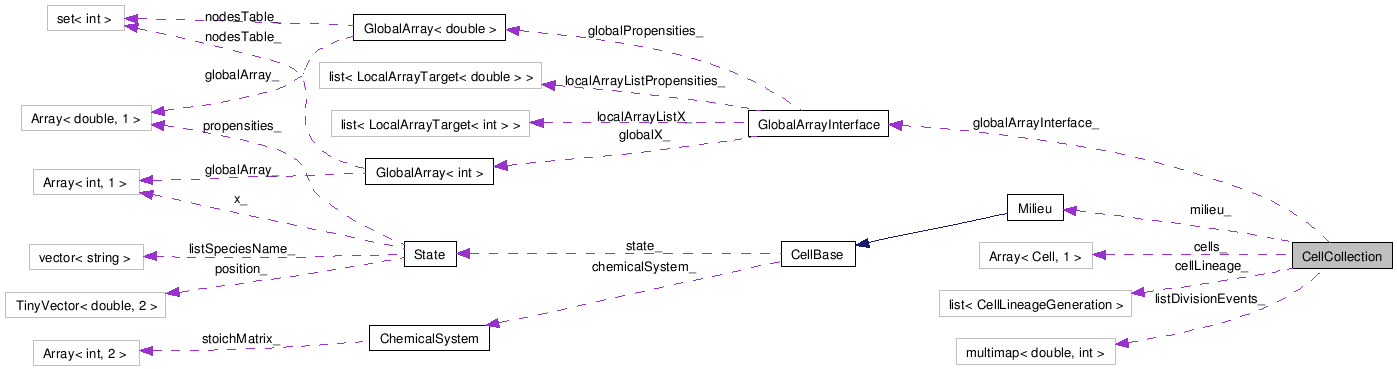 set< int >
nodesTable_
nodesTable_
GlobalArray< double >
globalPropensities_
globalArray_
list< LocalArrayTarget< double > >
localArrayListPropensities_
Array< double, 1 >
propensities_
list< LocalArrayTarget< int > >
localArrayListX_
globalX_
GlobalArrayInterface
globalArrayInterface_
Array< int, 1 >
globalArray_
GlobalArray< int >
x_
Milieu
milieu_
vector< string >
listSpeciesName_
position_
State
state_
chemicalSystem_
CellBase
Array< Cell, 1 >
cells_
cellLineage_
CellCollection
TinyVector< double, 2 >
list< CellLineageGeneration >
listDivisionEvents_
Array< int, 2 >
stoichMatrix_
ChemicalSystem
multimap< double, int >